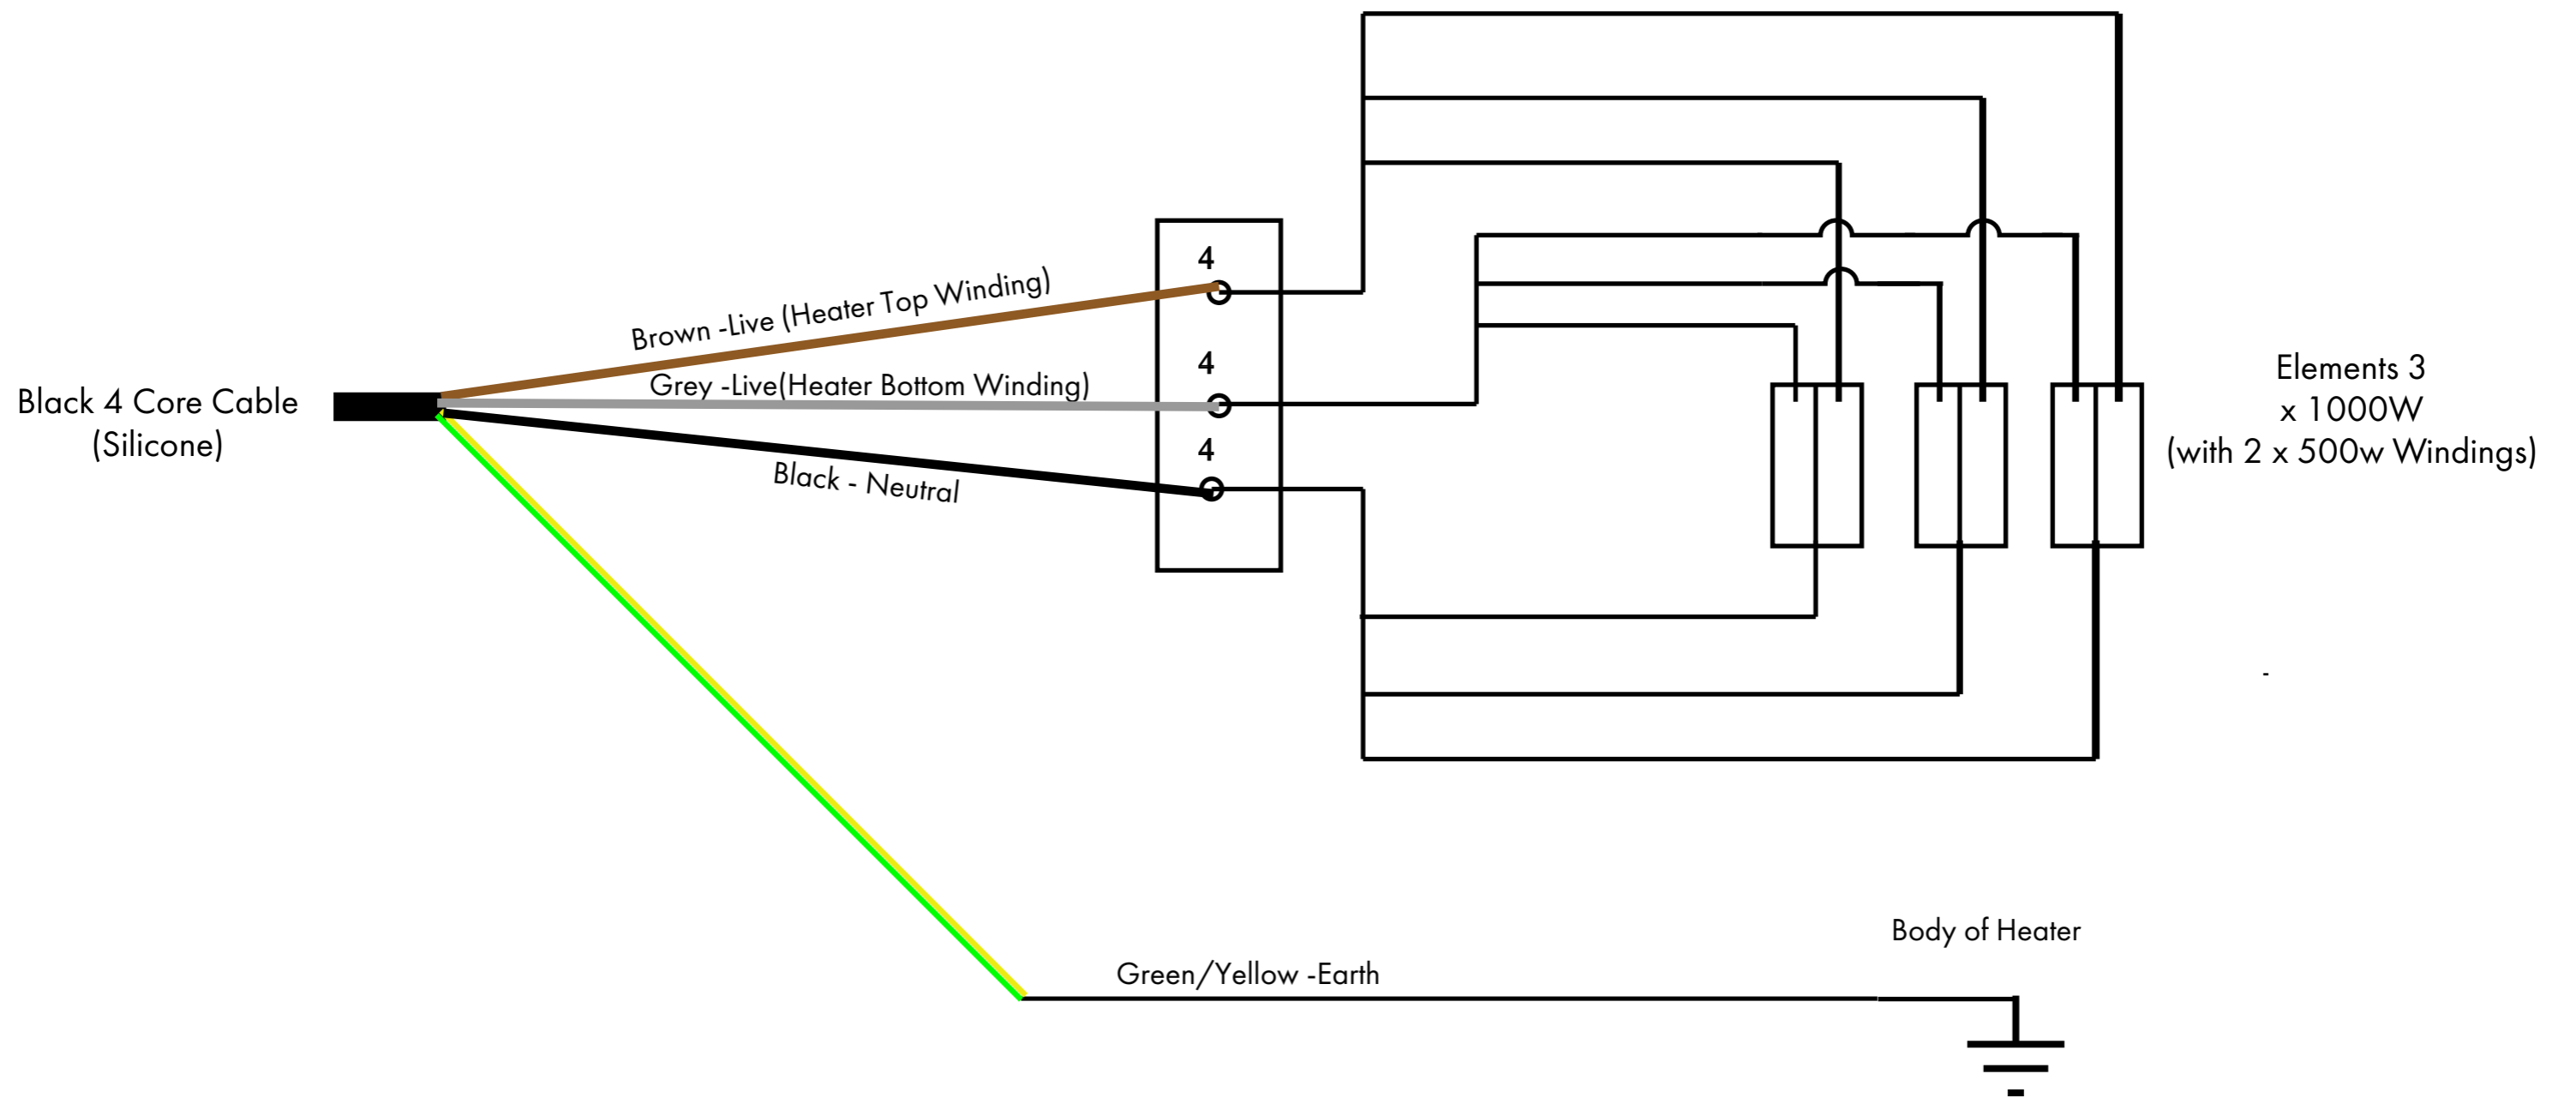 4
Brown -Live (Heater Top Winding)
4
Grey -Live(Heater Bottom Winding)
Black 4 Core Cable
(Silicone)
4
Black - Neutral
Elements 3
x 1000W
(with 2 x 500w Windings)
-
Body of Heater
Green/Yellow -Earth